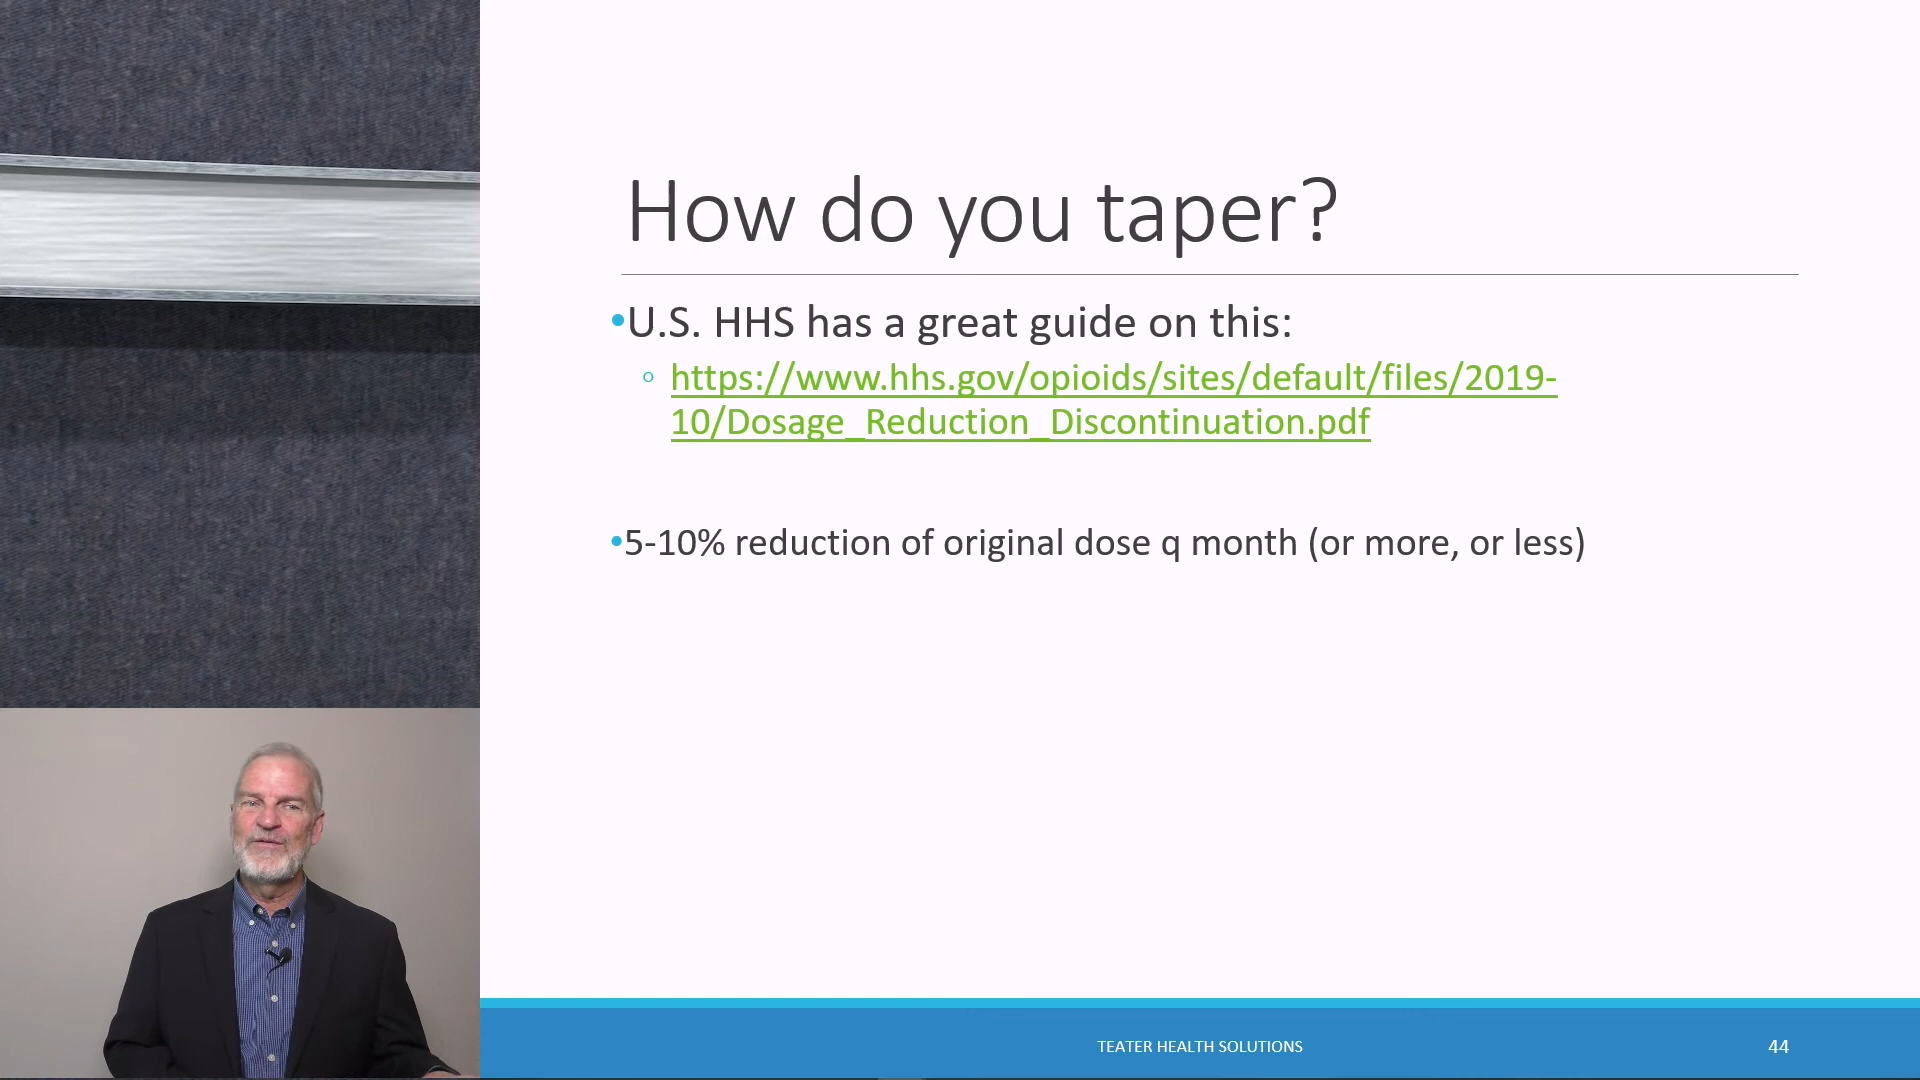 How do you taper?
•U.S. HHS has a great guide on this:
◦ https://www.hhs.gov/opioids/sites/default/files/2019-
10/Dosage_Reduction_Discontinuation.pdf
•5-10% reduction of original dose q month (or more, or less)
TEATER HEALTH SOLUTIONS
44